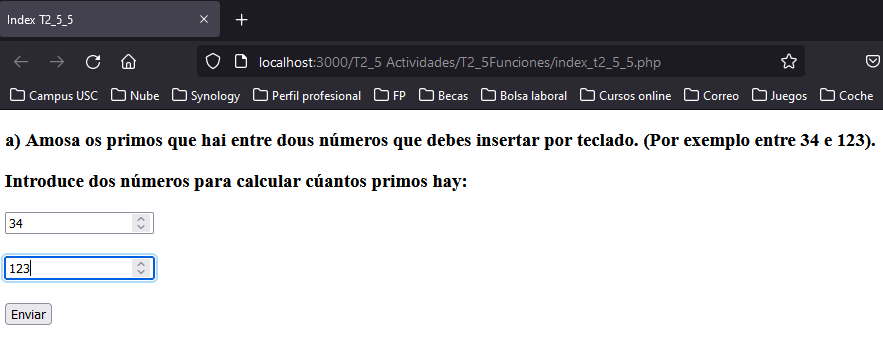 Index T2_5_5
localhost:3000/T2_5 Actividades/T2_5Funciones/index_t2_5_5.php
Campus USC Nube Synology Perfil profesional FP Becas Bolsa laboral Cursos online Correo Juegos Coche
a) Amosa os primos que hai entre dous números que debes insertar por teclado. (Por exemplo entre 34 e 123).
Introduce dos números para calcular cúantos primos hay:
34
123
Enviar